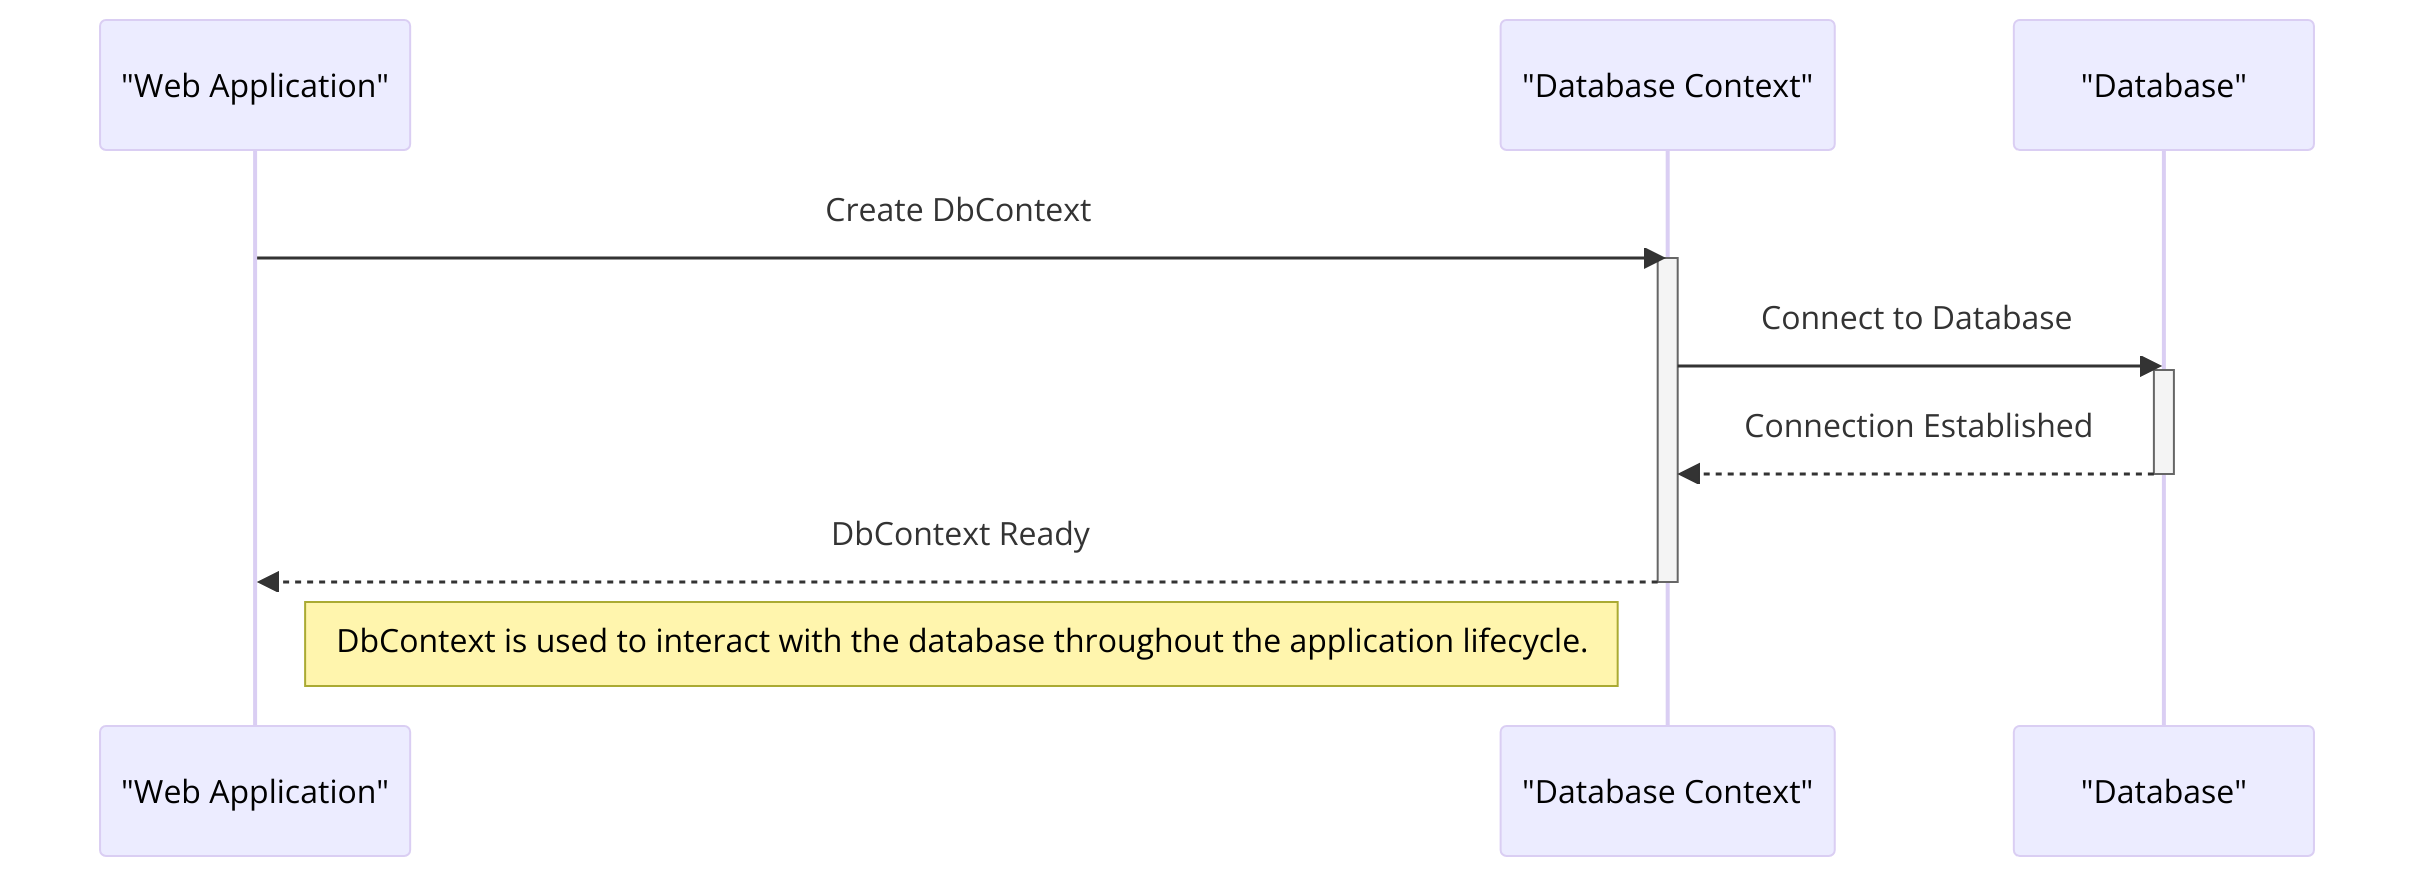 "Web Application"
"Database Context"
"Database"
Create DbContext
Connect to Database
Connection Established
DbContext Ready
DbContext is used to interact with the database throughout the application lifecycle.
"Web Application"
"Database Context"
"Database"